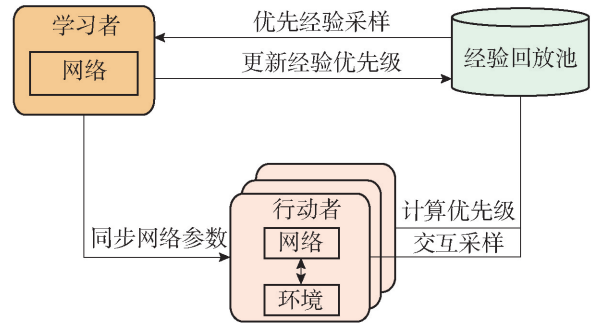 学习者
网络
优先经验采样
更新经验优先级
经验回放池
同步网络参数
行动者
网络
环境
计算优先级
交互采样